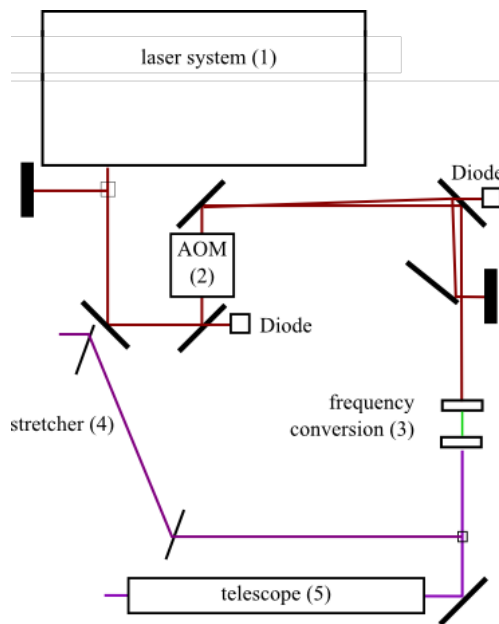 laser system (1)
Diode
AOM
(2)
Diode
frequency
conversion (3)
stretcher (4)
telescope (5)